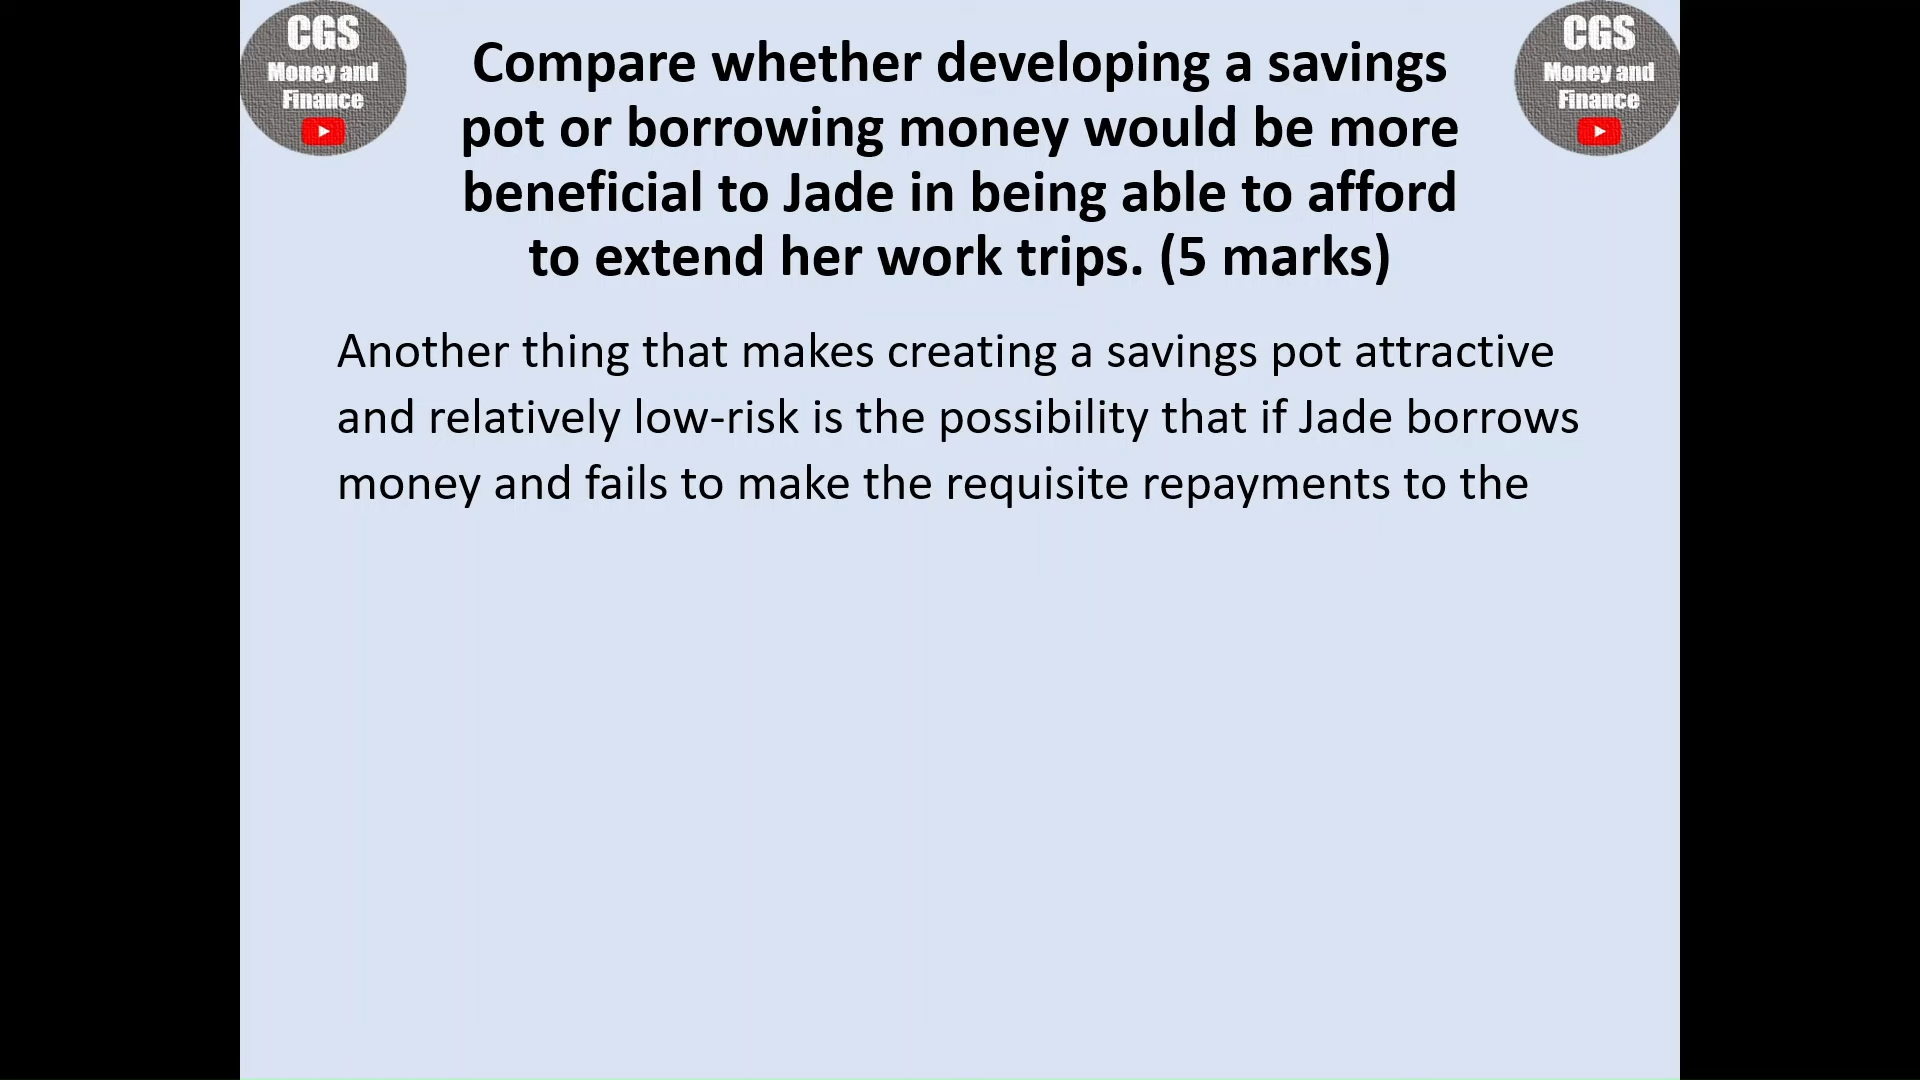 CGS
Money and
Finance
CGS
Money and
Finance
Compare whether developing a savings
pot or borrowing money would be more
beneficial to Jade in being able to afford
to extend her work trips. (5 marks)
Another thing that makes creating a savings pot attractive
and relatively low-risk is the possibility that if Jade borrows
money and fails to make the requisite repayments to the